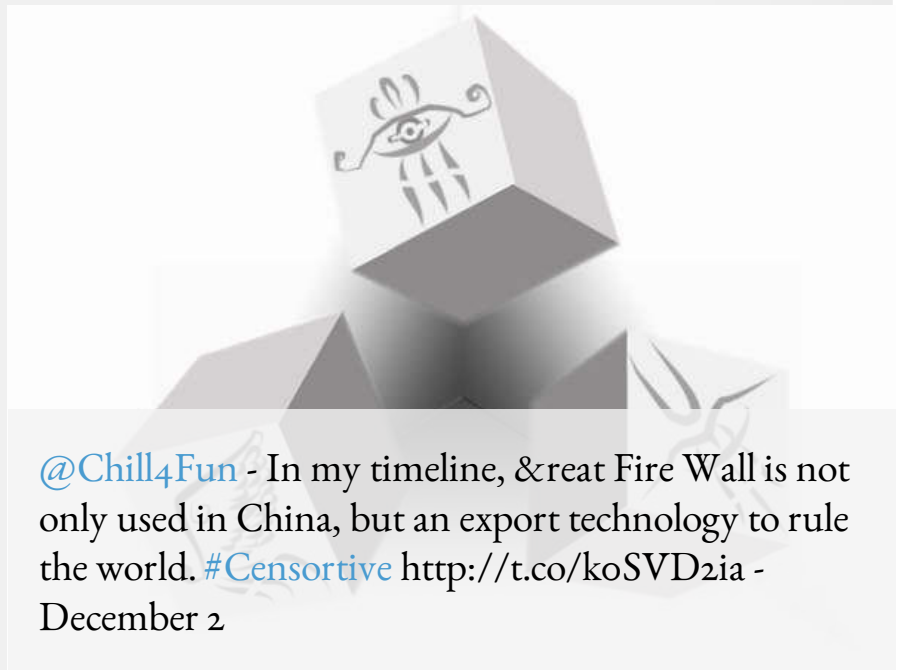 @Chill4Fun - In my timeline, &reat Fire Wall is not
only used in China, but an export technology to rule
the world. #Censortive http://t.co/koSVD2ia -
December 2